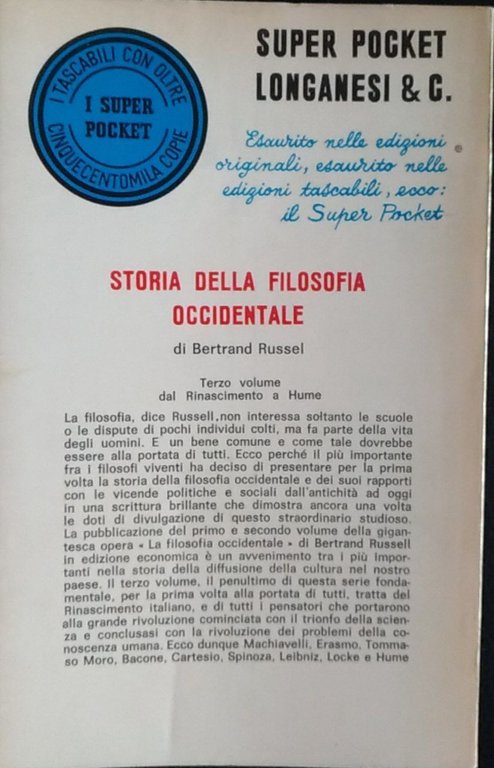 I TASCABILI CON OLTRE
CINQUECENTOMILA COPIE
I SUPER
POCKET
SUPER POCKET
LONGANESI & C.
Esaurito nelle edizioni
originali, esaurito nelle
edizioni tascabili, ecco:
il Super Pocket
STORIA DELLA FILOSOFIA
OCCIDENTALE
di Bertrand Russel
Terzo volume
dal Rinascimento a Hume
La filosofia, dice Russell, non interessa soltanto le scuole
o le dispute di pochi individui colti, ma fa parte della vita
degli uomini. E un bene comune e come tale dovrebbe
essere alla portata di tutti. Ecco perché il più importante
fra i filosofi viventi ha deciso di presentare per la prima
volta la storia della filosofia occidentale e dei suoi rapporti
con le vicende politiche e sociali dall'antichità ad oggi
in una scrittura brillante che dimostra ancora una volta
le doti di divulgazione di questo straordinario studioso.
La pubblicazione del primo e secondo volume della gigan-
tesca opera « La filosofia occidentale » di Bertrand Russell
in edizione economica è un avvenimento tra i più impor-
tanti nella storia della diffusione della cultura nel nostro
paese. Il terzo volume, il penultimo di questa serie fonda-
mentale, per la prima volta alla portata di tutti, tratta del
Rinascimento italiano, e di tutti i pensatori che portarono
alla grande rivoluzione cominciata con il trionfo della scien-
za e conclusasi con la rivoluzione dei problemi della co-
noscenza umana. Ecco dunque Machiavelli, Erasmo, Tomma-
so Moro, Bacone, Cartesio, Spinoza, Leibniz, Locke e Hume